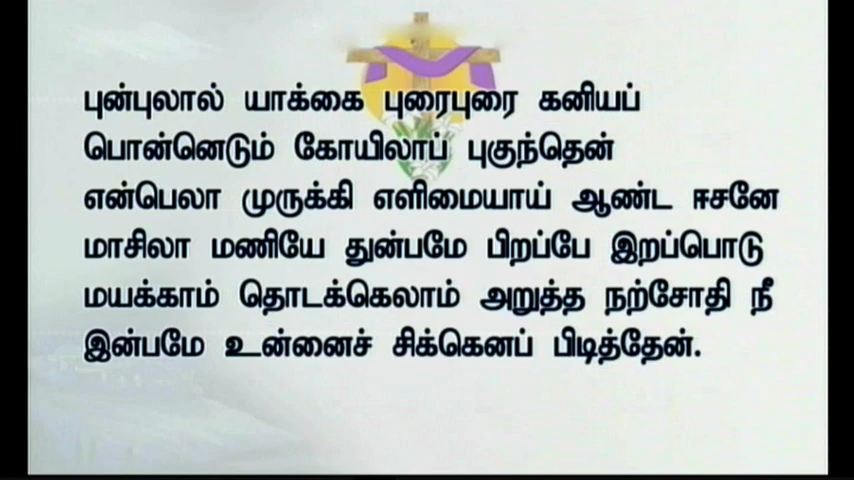 புன்புலால் யாக்கை புரைபுரை கனியப்
பொன்னெடும் கோயிலாப் புகுந்தென்
என்பெலா முருக்கி எளிமையாய் ஆண்ட ஈசனே
மாசிலா மணியே துன்பமே பிறப்பே இறப்பொடு
மயக்காம் தொடக்கெலாம் அறுத்த நற்சோதி நீ
இன்பமே உன்னைச் சிக்கெனப் பிடித்தேன்.